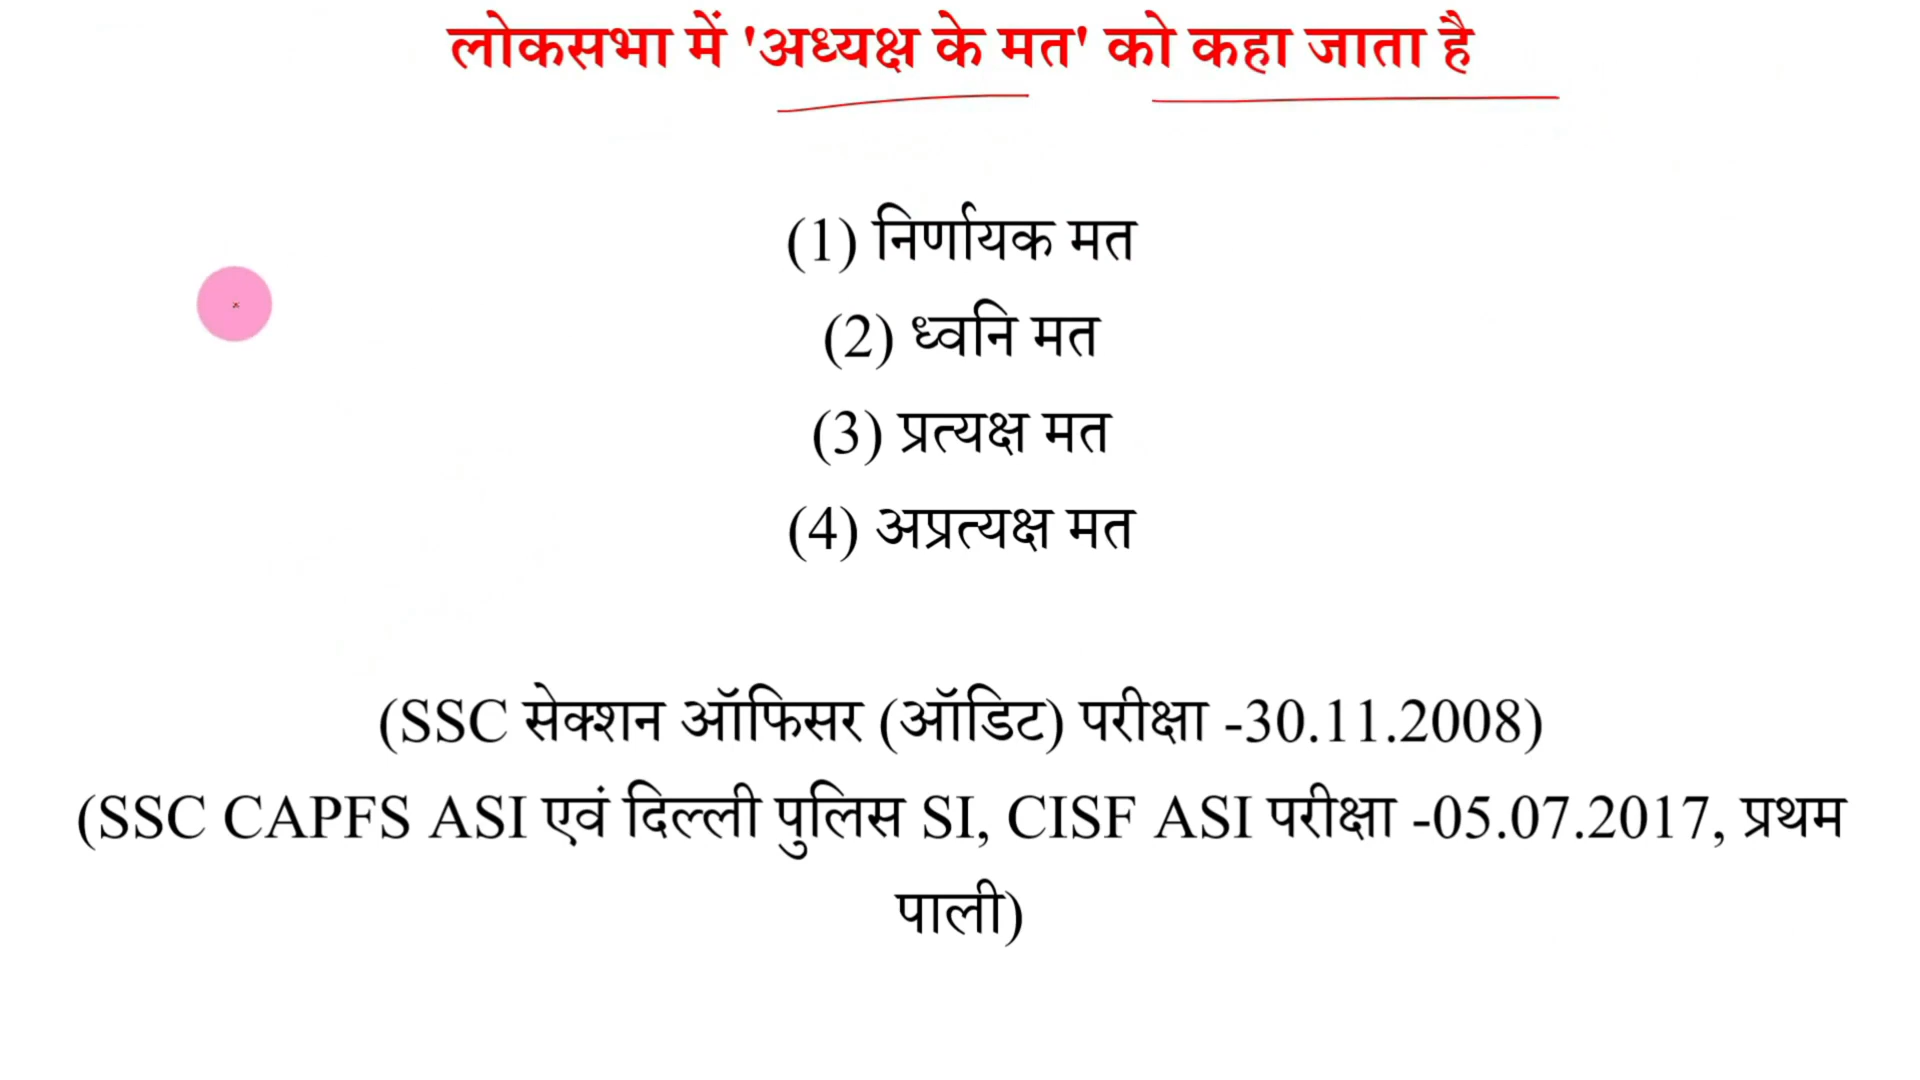 लोकसभा में 'अध्यक्ष के मत' को कहा जाता है
(1) निर्णायक मत
(2) ध्वनि मत
(3) प्रत्यक्ष मत
(4) अप्रत्यक्ष मत
(SSC सेक्शन ऑफिसर (ऑडिट) परीक्षा -30.11.2008)
(SSC CAPFS ASI एवं दिल्ली पुलिस SI, CISF ASI परीक्षा -05.07.2017, प्रथम
पाली)